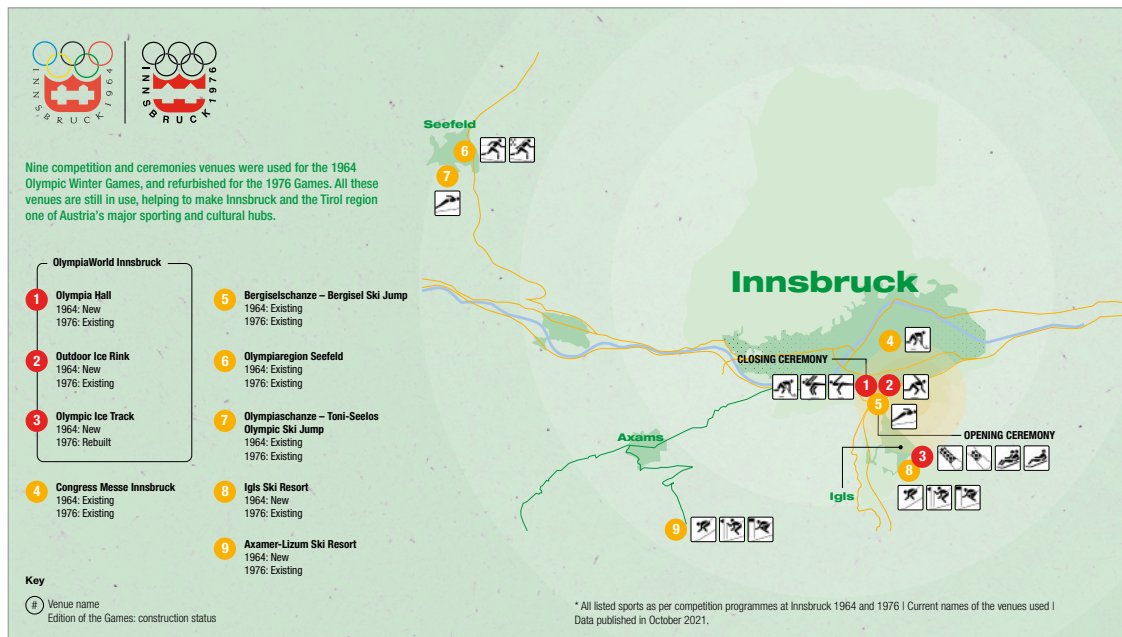 INNSBRUCK 1964
INNSBRUCK 1976
Nine competition and ceremonies venues were used for the 1964
Olympic Winter Games, and refurbished for the 1976 Games. All these
venues are still in use, helping to make Innsbruck and the Tirol region
one of Austria's major sporting and cultural hubs.
OlympiaWorld Innsbruck
1 Olympia Hall
1964: New
1976: Existing
2 Outdoor Ice Rink
1964: New
1976: Existing
3 Olympic Ice Track
1964: New
1976: Rebuilt
4 Congress Messe Innsbruck
1964: Existing
1976: Existing
5 Bergiselschanze – Bergisel Ski Jump
1964: Existing
1976: Existing
6 Olympiaregion Seefeld
1964: Existing
1976: Existing
7 Olympiaschanze – Toni-Seelos
Olympic Ski Jump
1964: Existing
1976: Existing
8 Igls Ski Resort
1964: New
1976: Existing
9 Axamer-Lizum Ski Resort
1964: New
1976: Existing
Key
# Venue name
Edition of the Games: construction status
Seefeld
6
7
Innsbruck
4
CLOSING CEREMONY
1 2
5
OPENING CEREMONY
Axams
3
8
Igls
9
* All listed sports as per competition programmes at Innsbruck 1964 and 1976 | Current names of the venues used |
Data published in October 2021.